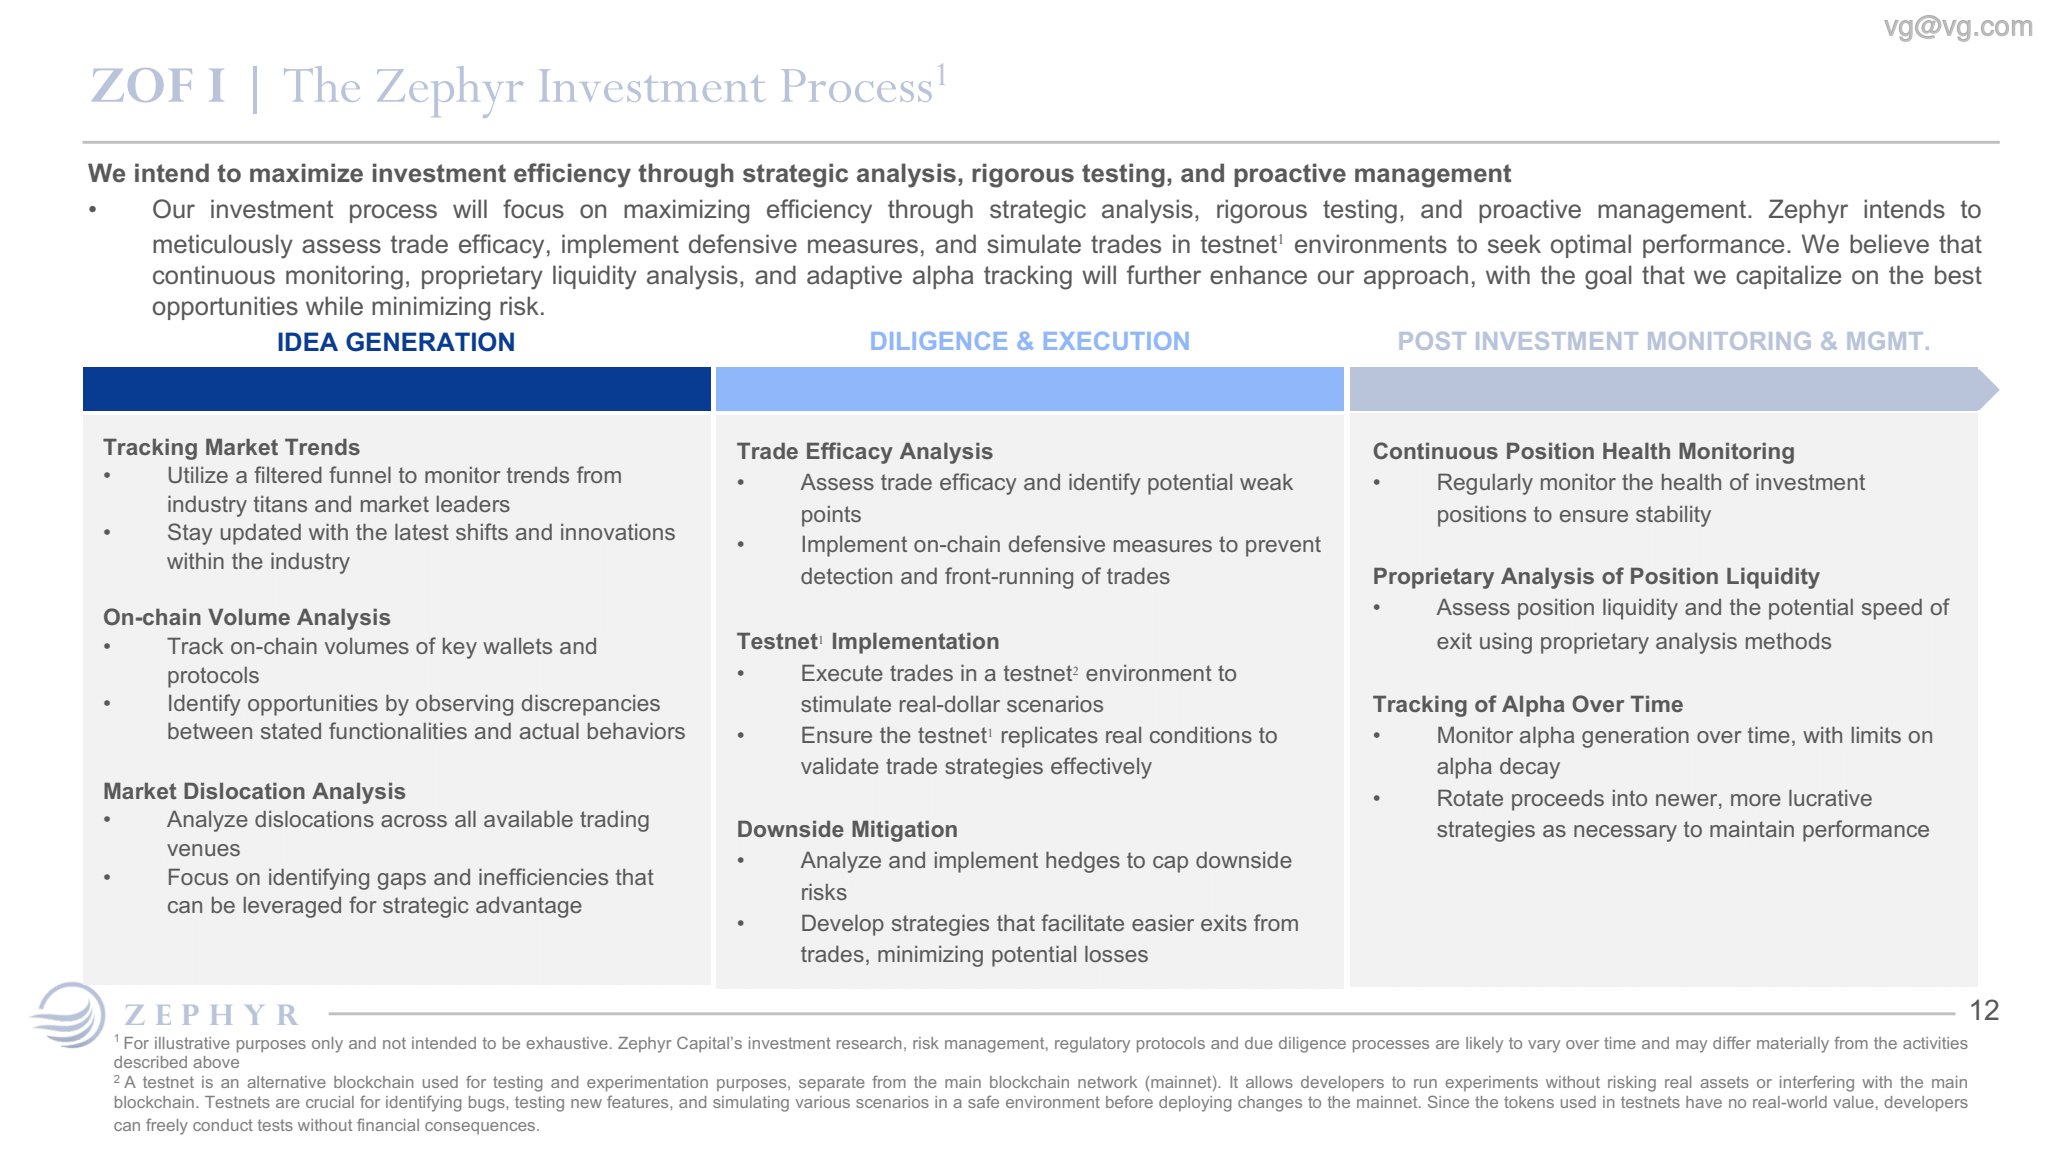 vg@vg.com
ZOF I | The Zephyr Investment Process¹
We intend to maximize investment efficiency through strategic analysis, rigorous testing, and proactive management
• Our investment process will focus on maximizing efficiency through strategic analysis, rigorous testing, and proactive management. Zephyr intends to
meticulously assess trade efficacy, implement defensive measures, and simulate trades in testnet¹ environments to seek optimal performance. We believe that
continuous monitoring, proprietary liquidity analysis, and adaptive alpha tracking will further enhance our approach, with the goal that we capitalize on the best
opportunities while minimizing risk.
IDEA GENERATION
Tracking Market Trends
• Utilize a filtered funnel to monitor trends from
industry titans and market leaders
• Stay updated with the latest shifts and innovations
within the industry
On-chain Volume Analysis
• Track on-chain volumes of key wallets and
protocols
• Identify opportunities by observing discrepancies
between stated functionalities and actual behaviors
Market Dislocation Analysis
• Analyze dislocations across all available trading
venues
• Focus on identifying gaps and inefficiencies that
can be leveraged for strategic advantage
DILIGENCE & EXECUTION
Trade Efficacy Analysis
• Assess trade efficacy and identify potential weak
points
• Implement on-chain defensive measures to prevent
detection and front-running of trades
Testnet¹ Implementation
• Execute trades in a testnet² environment to
stimulate real-dollar scenarios
• Ensure the testnet¹ replicates real conditions to
validate trade strategies effectively
Downside Mitigation
• Analyze and implement hedges to cap downside
risks
• Develop strategies that facilitate easier exits from
trades, minimizing potential losses
POST INVESTMENT MONITORING & MGMT.
Continuous Position Health Monitoring
• Regularly monitor the health of investment
positions to ensure stability
Proprietary Analysis of Position Liquidity
• Assess position liquidity and the potential speed of
exit using proprietary analysis methods
Tracking of Alpha Over Time
• Monitor alpha generation over time, with limits on
alpha decay
• Rotate proceeds into newer, more lucrative
strategies as necessary to maintain performance
ZEPHYR
12
¹ For illustrative purposes only and not intended to be exhaustive. Zephyr Capital’s investment research, risk management, regulatory protocols and due diligence processes are likely to vary over time and may differ materially from the activities
described above
² A testnet is an alternative blockchain used for testing and experimentation purposes, separate from the main blockchain network (mainnet). It allows developers to run experiments without risking real assets or interfering with the main
blockchain. Testnets are crucial for identifying bugs, testing new features, and simulating various scenarios in a safe environment before deploying changes to the mainnet. Since the tokens used in testnets have no real-world value, developers
can freely conduct tests without financial consequences.